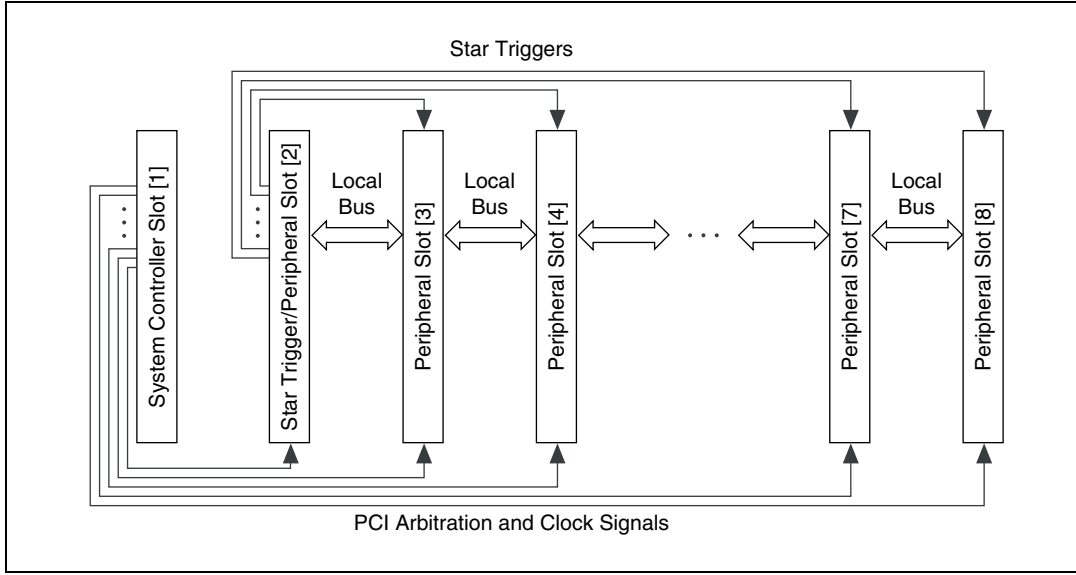 Star Triggers
System Controller Slot [1]
Star Trigger/Peripheral Slot [2]
Local
Bus
Peripheral Slot [3]
Local
Bus
Peripheral Slot [4]
Peripheral Slot [7]
Local
Bus
Peripheral Slot [8]
PCI Arbitration and Clock Signals